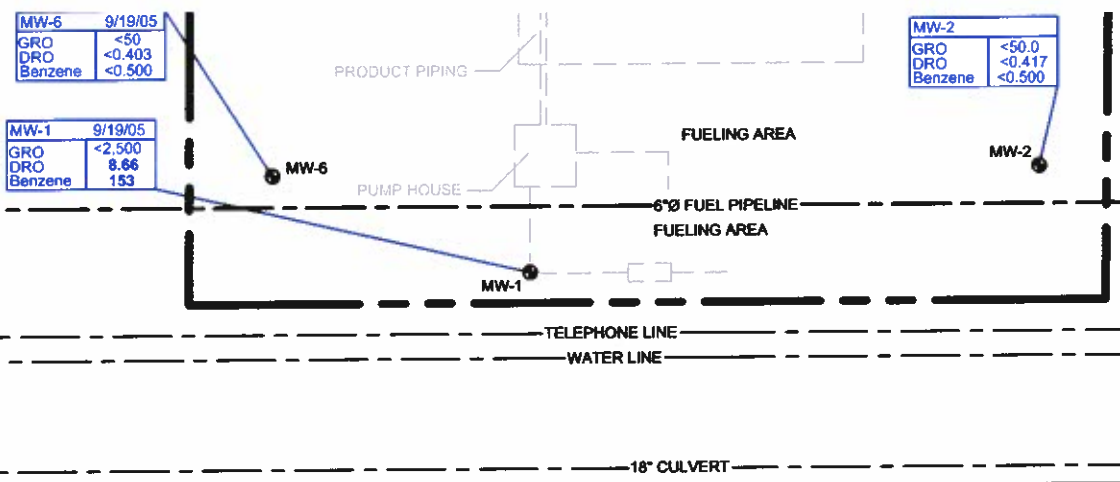 MW-6 9/19/05
GRO <50
DRO <0.403
Benzene <0.500
MW-2
GRO <50.0
DRO <0.417
Benzene <0.500
PRODUCT PIPING
MW-1 9/19/05
GRO <2,500
DRO 8.66
Benzene 153
FUELING AREA
MW-2
MW-6
PUMP HOUSE
6"Ø FUEL PIPELINE
FUELING AREA
MW-1
TELEPHONE LINE
WATER LINE
18" CULVERT